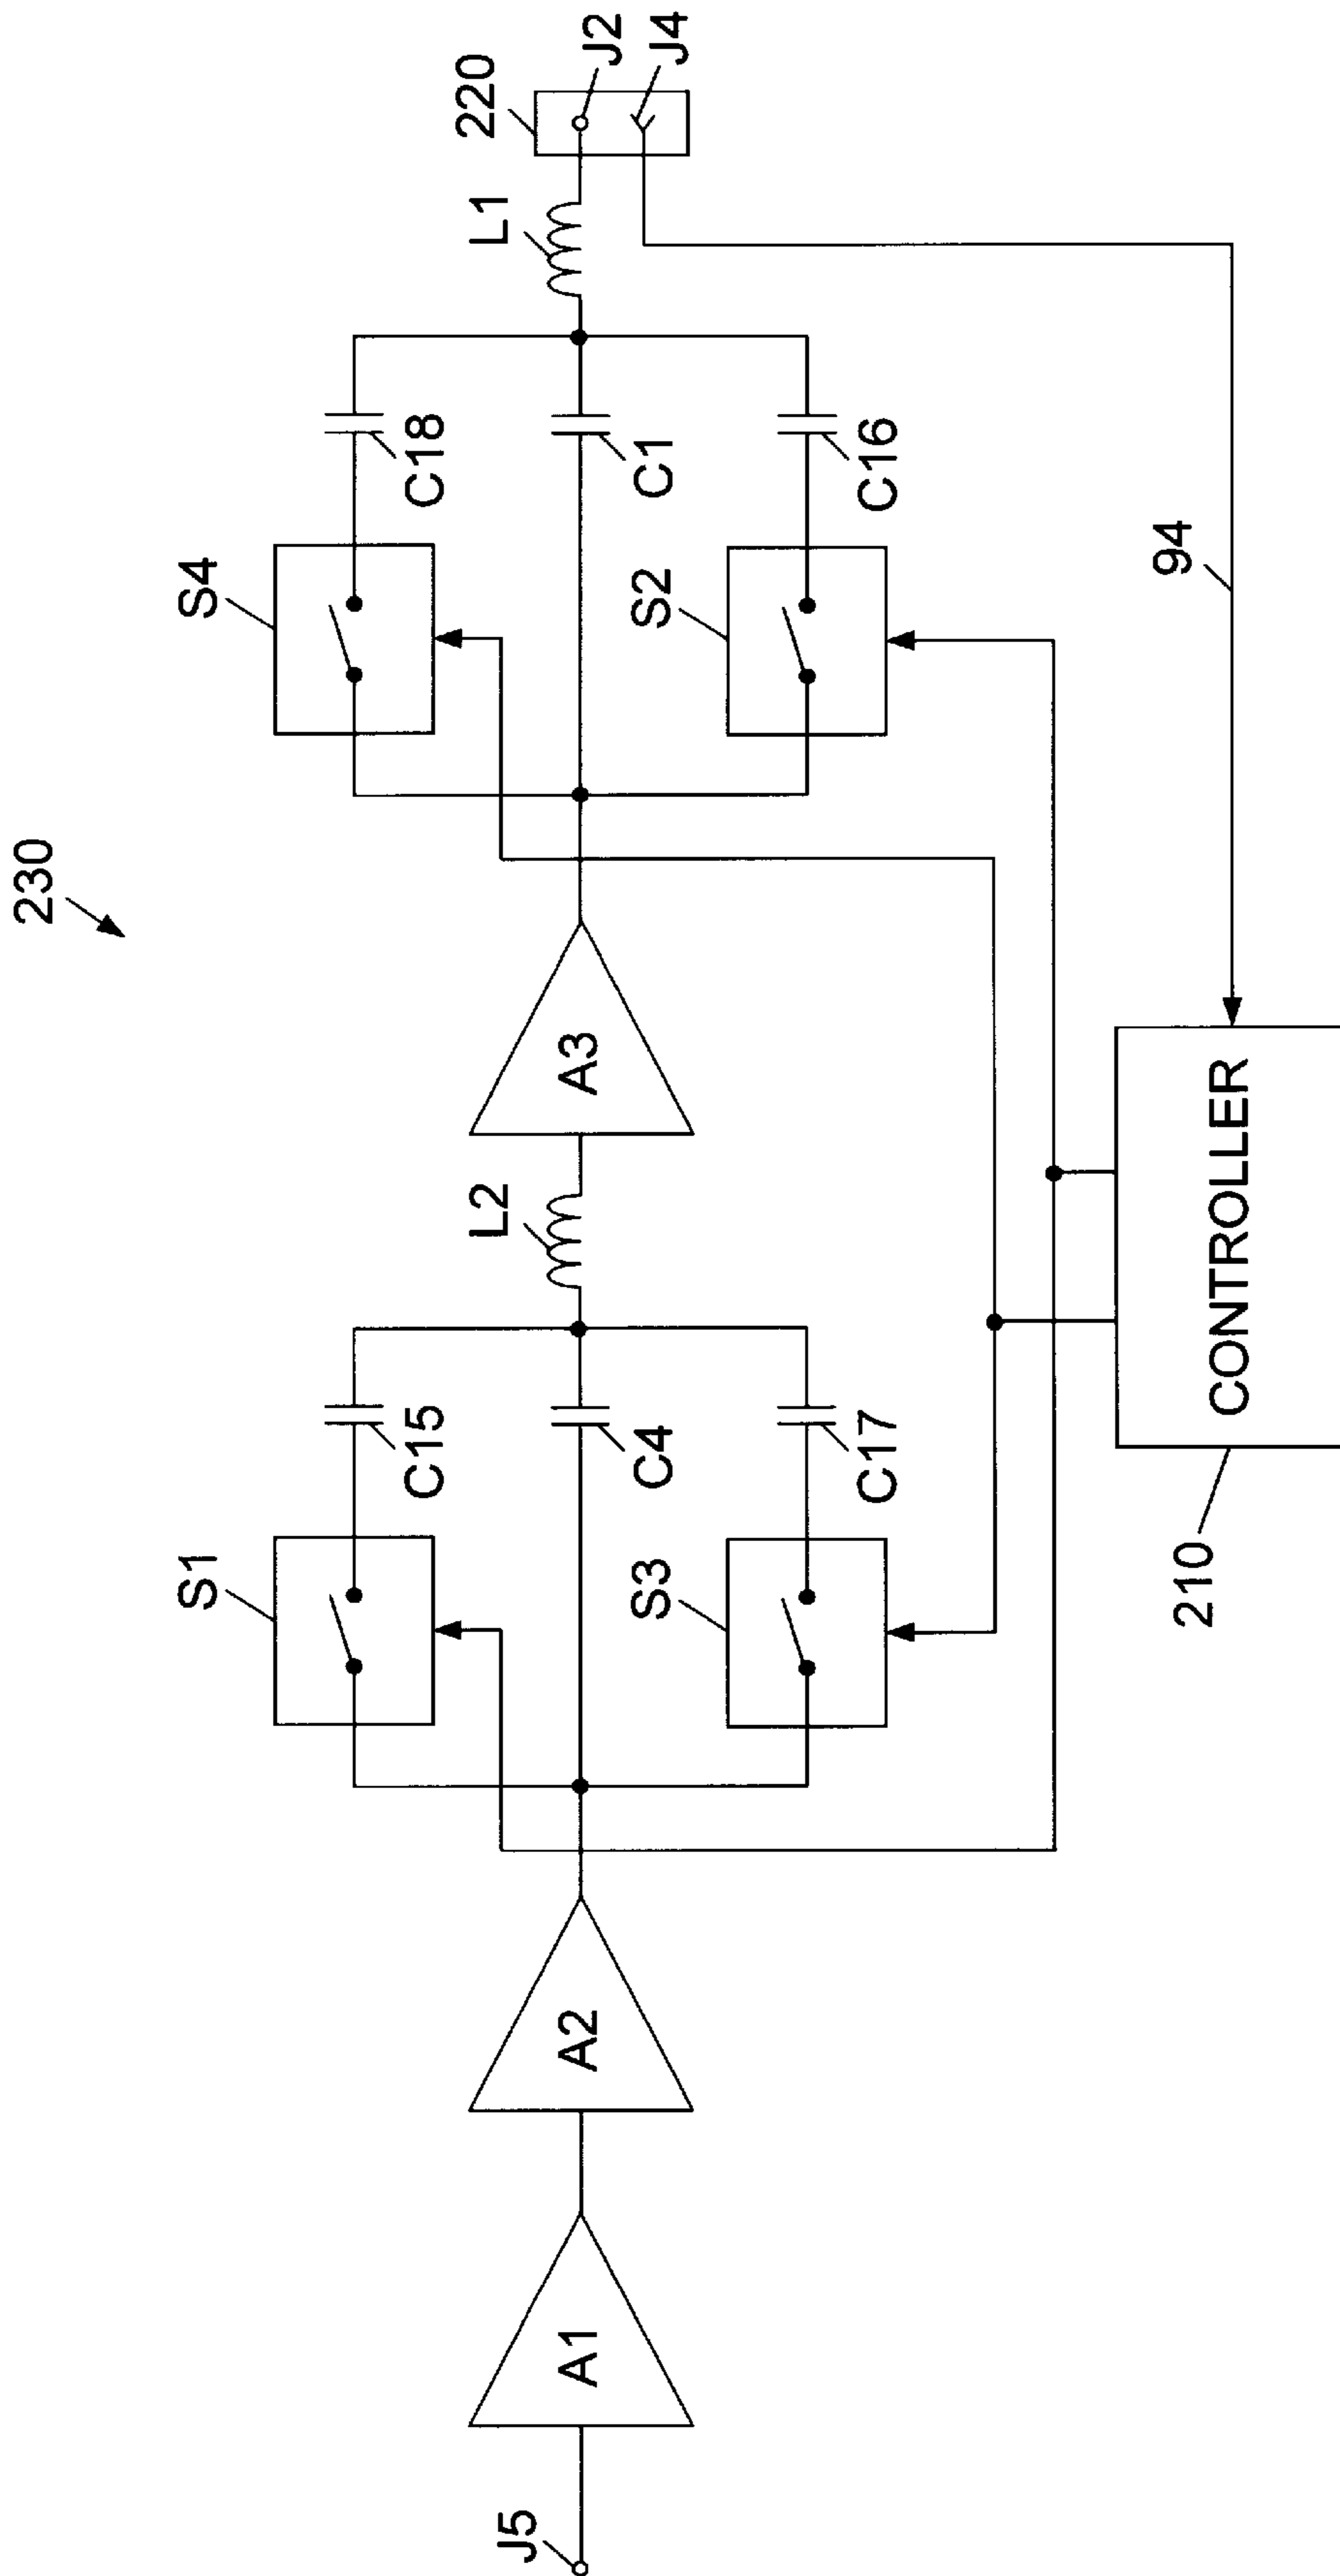 230
S4
S2
S1
S3
C18
C1
C16
C15
C4
C17
L1
L2
220
J2
J4
J5
A1
A2
A3
94
210
CONTROLLER